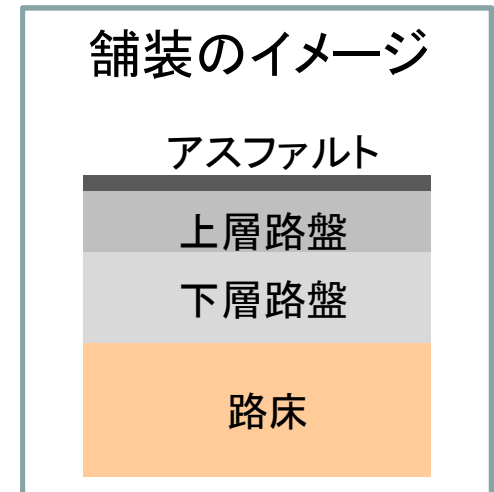 舗装のイメージ
アスファルト
上層路盤
下層路盤
路床